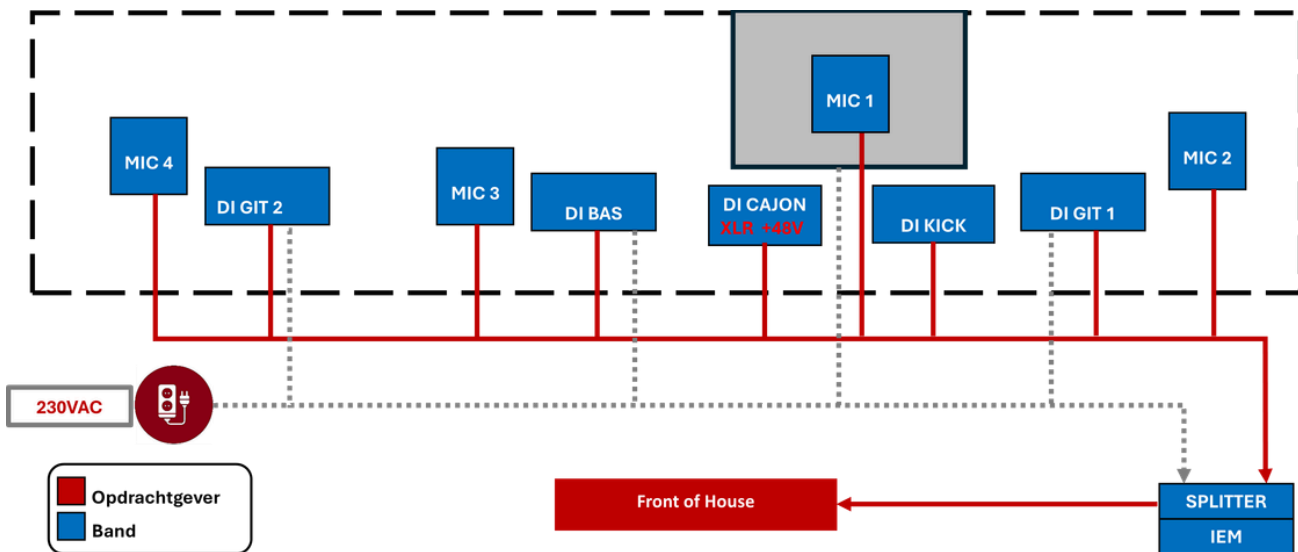 MIC 1
MIC 4
MIC 3
MIC 2
DI GIT 2
DI BAS
DI CAJON
XLR +48V
DI KICK
DI GIT 1
230VAC
Opdrachtgever
Band
Front of House
SPLITTER
IEM